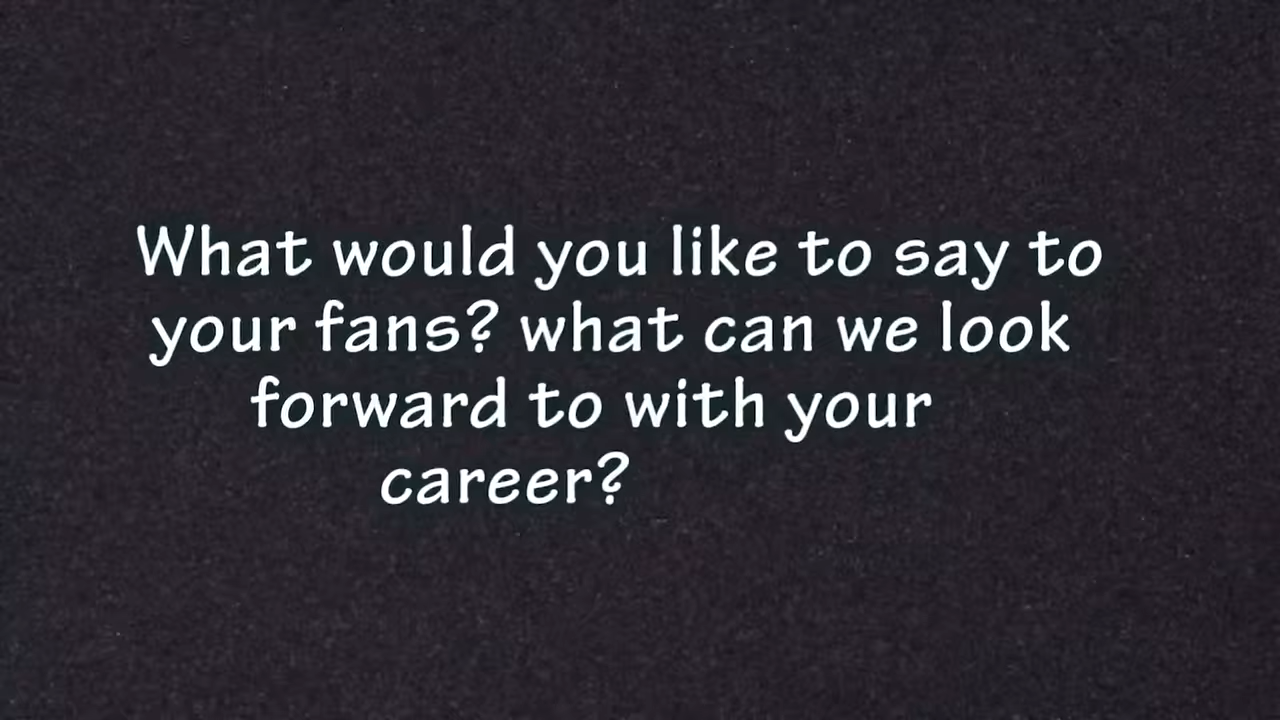 What would you like to say to
your fans? what can we look
forward to with your
career?